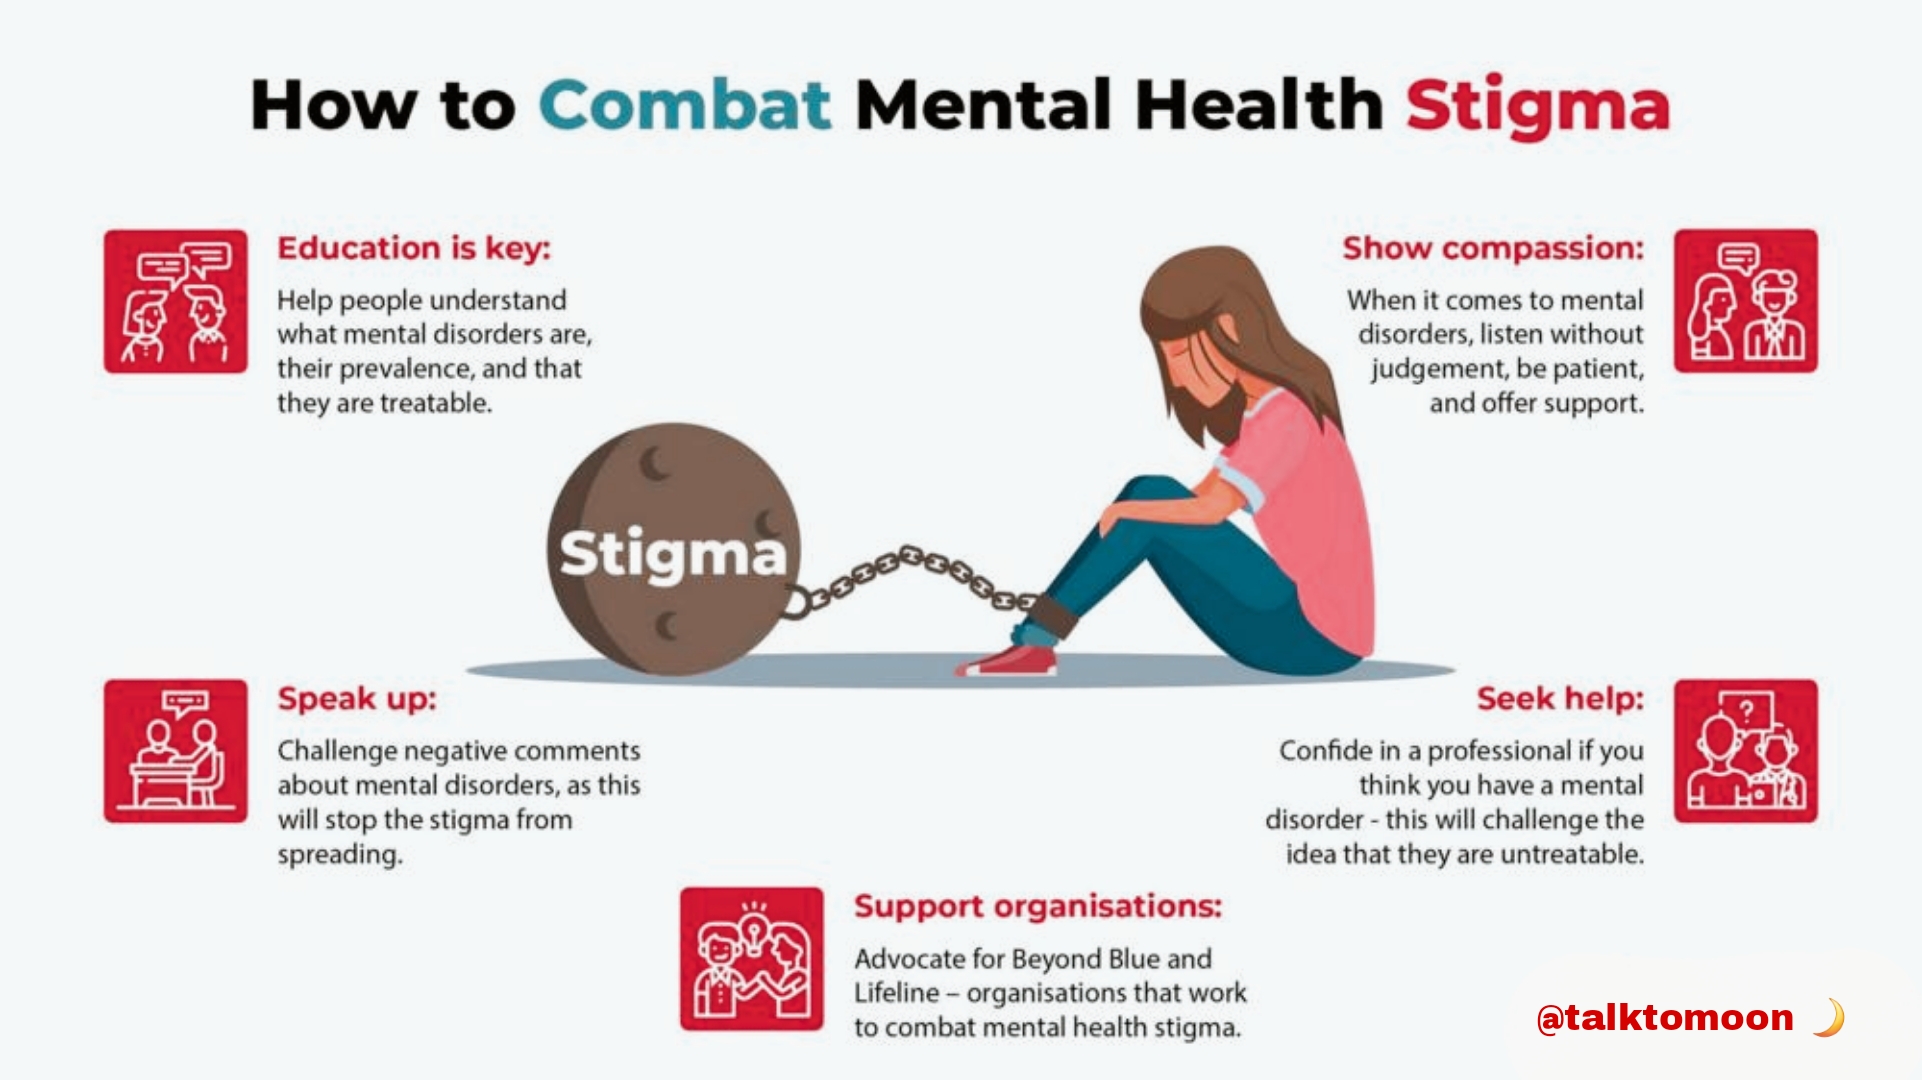 How to Combat Mental Health Stigma
Education is key:
Help people understand
what mental disorders are,
their prevalence, and that
they are treatable.
Show compassion:
When it comes to mental
disorders, listen without
judgement, be patient,
and offer support.
Stigma
Speak up:
Challenge negative comments
about mental disorders, as this
will stop the stigma from
spreading.
Seek help:
Confide in a professional if you
think you have a mental
disorder - this will challenge the
idea that they are untreatable.
?
Support organisations:
Advocate for Beyond Blue and
Lifeline – organisations that work
to combat mental health stigma.
@talktomoon 🌙